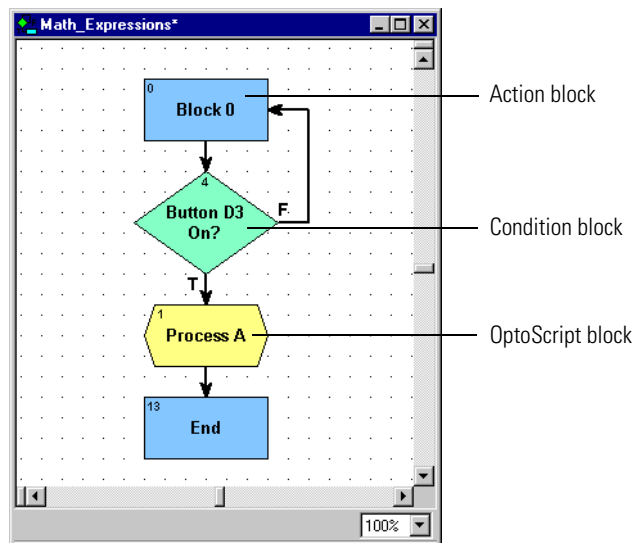 Math_Expressions*
0
Block 0
Action block
4
Button D3
On?
F
Condition block
T
1
Process A
OptoScript block
13
End
100%